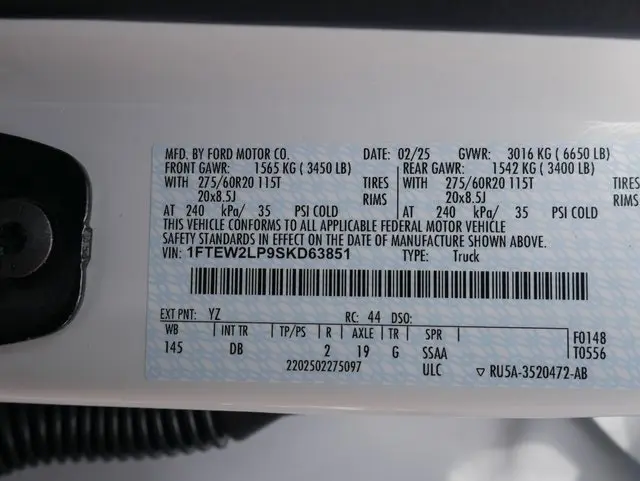 MFD. BY FORD MOTOR CO. DATE: 02/25 GVWR: 3016 KG ( 6650 LB)
FRONT GAWR: 1565 KG ( 3450 LB) REAR GAWR: 1542 KG ( 3400 LB)
WITH 275/60R20 115T TIRES WITH 275/60R20 115T TIRES
20x8.5J RIMS 20x8.5J RIMS
AT 240 kPa/ 35 PSI COLD AT 240 kPa/ 35 PSI COLD
THIS VEHICLE CONFORMS TO ALL APPLICABLE FEDERAL MOTOR VEHICLE
SAFETY STANDARDS IN EFFECT ON THE DATE OF MANUFACTURE SHOWN ABOVE.
VIN: 1FTEW2LP9SKD63851 TYPE: Truck
EXT PNT: YZ RC: 44 DSO:
WB INT TR TP/PS R AXLE TR SPR F0148
145 DB 2 19 G SSAA T0556
2202502275097 ULC ▽ RU5A-3520472-AB